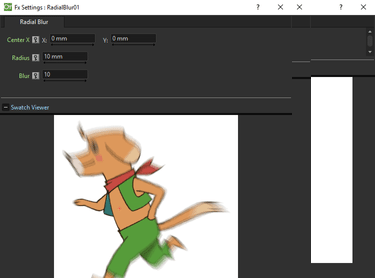 Fx Settings : RadialBlur01
Radial Blur
Center X X: 0 mm Y: 0 mm
Radius 10 mm
Blur 10
Swatch Viewer